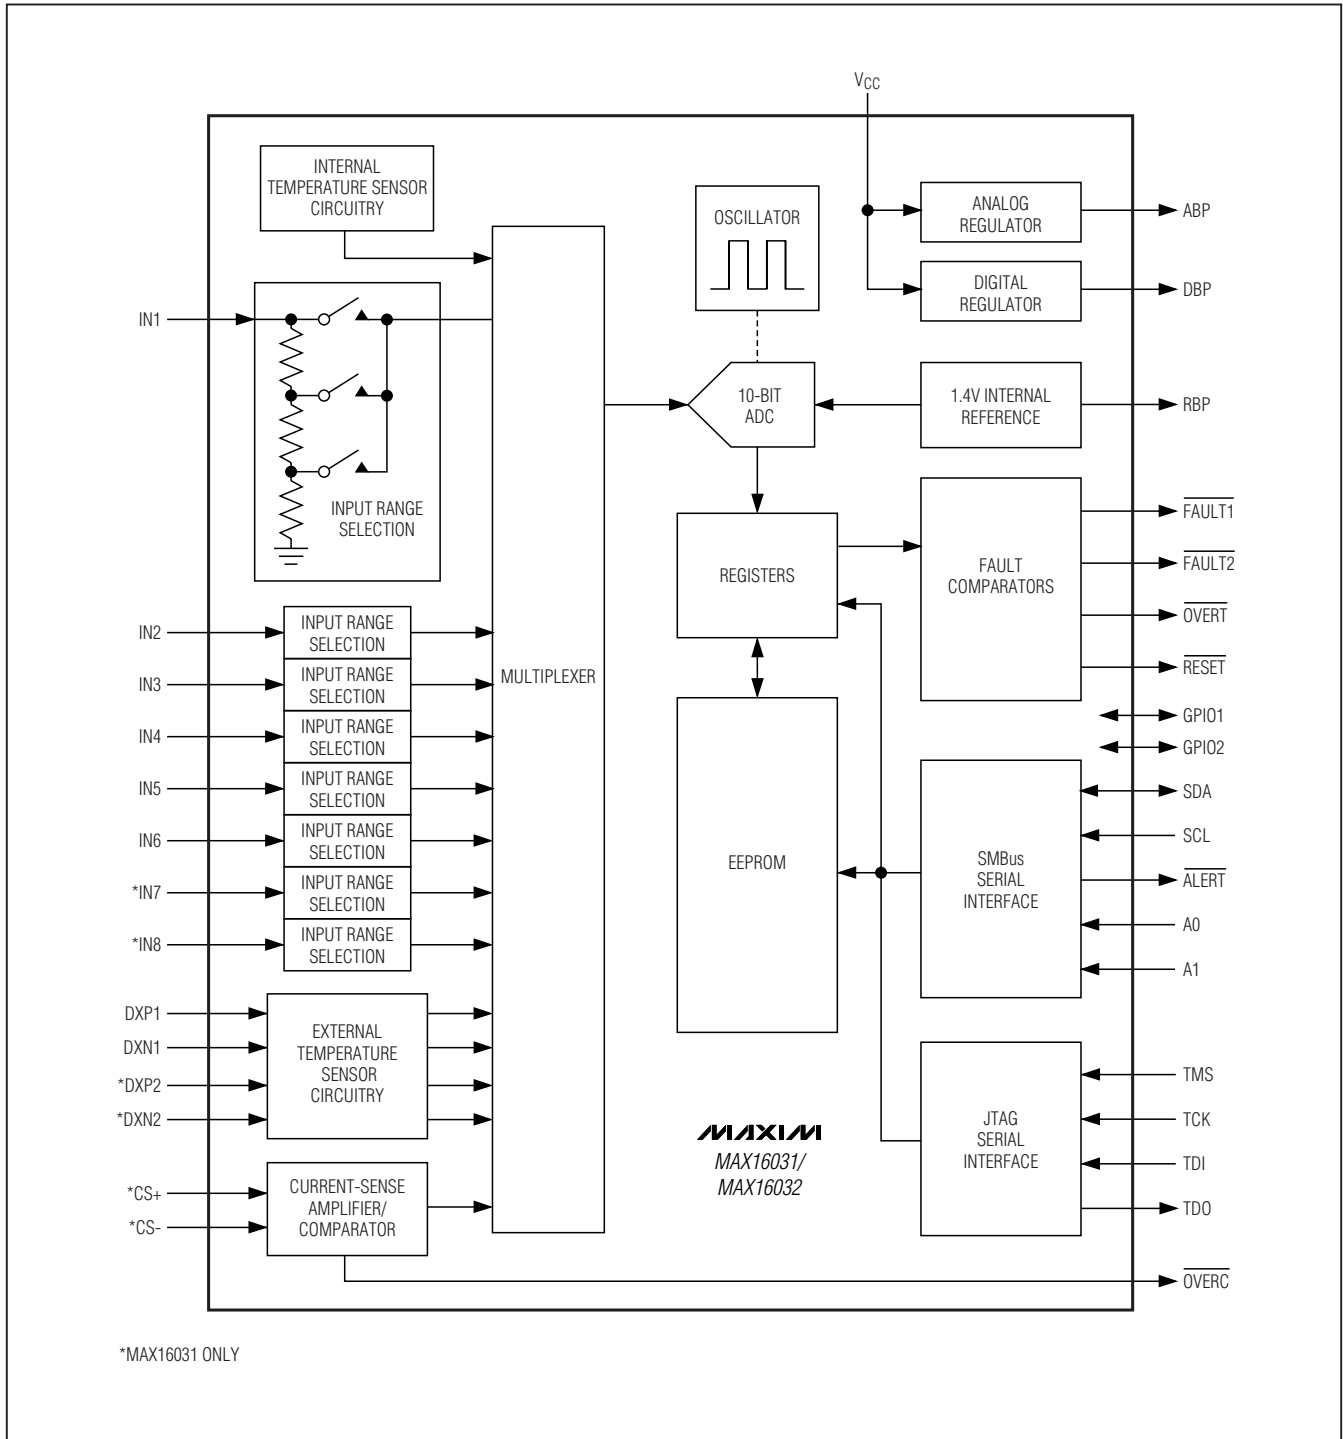 VCC
INTERNAL
TEMPERATURE SENSOR
CIRCUITRY
OSCILLATOR
ANALOG
REGULATOR
ABP
DIGITAL
REGULATOR
DBP
IN1
INPUT RANGE
SELECTION
10-BIT
ADC
1.4V INTERNAL
REFERENCE
RBP
REGISTERS
FAULT
COMPARATORS
FAULT1
FAULT2
OVERT
RESET
GPIO1
GPIO2
IN2
INPUT RANGE
SELECTION
IN3
INPUT RANGE
SELECTION
IN4
INPUT RANGE
SELECTION
IN5
INPUT RANGE
SELECTION
IN6
INPUT RANGE
SELECTION
*IN7
INPUT RANGE
SELECTION
*IN8
INPUT RANGE
SELECTION
MULTIPLEXER
EEPROM
SMBus
SERIAL
INTERFACE
SDA
SCL
ALERT
A0
A1
DXP1
DXN1
*DXP2
*DXN2
EXTERNAL
TEMPERATURE
SENSOR
CIRCUITRY
*CS+
*CS-
CURRENT-SENSE
AMPLIFIER/
COMPARATOR
MAXIM
MAX16031/
MAX16032
JTAG
SERIAL
INTERFACE
TMS
TCK
TDI
TDO
OVERC
*MAX16031 ONLY